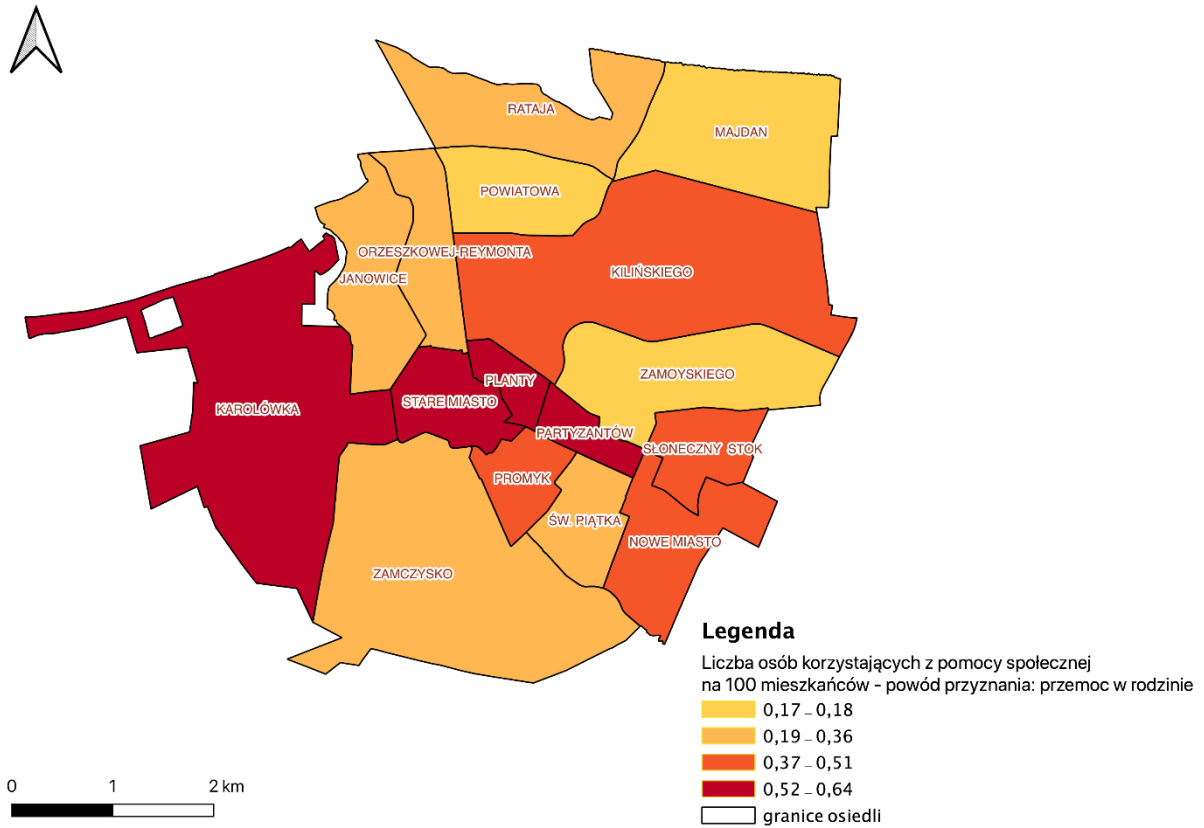 RATAJA
MAJDAN
POWIATOWA
ORZESZKOWEJ-REYMONTA
KILIŃSKIEGO
JANOWICE
ZAMOYSKIEGO
PLANTY
STARE MIASTO
KAROLÓWKA
PARTYZANTÓW
SŁONECZNY STOK
PROMYK
ŚW. PIĄTKA
NOWE MIASTO
ZAMCZYSKO
Legenda
Liczba osób korzystających z pomocy społecznej
na 100 mieszkańców - powód przyznania: przemoc w rodzinie
0,17 – 0,18
0,19 – 0,36
0,37 – 0,51
0,52 – 0,64
granice osiedli
0 1 2 km